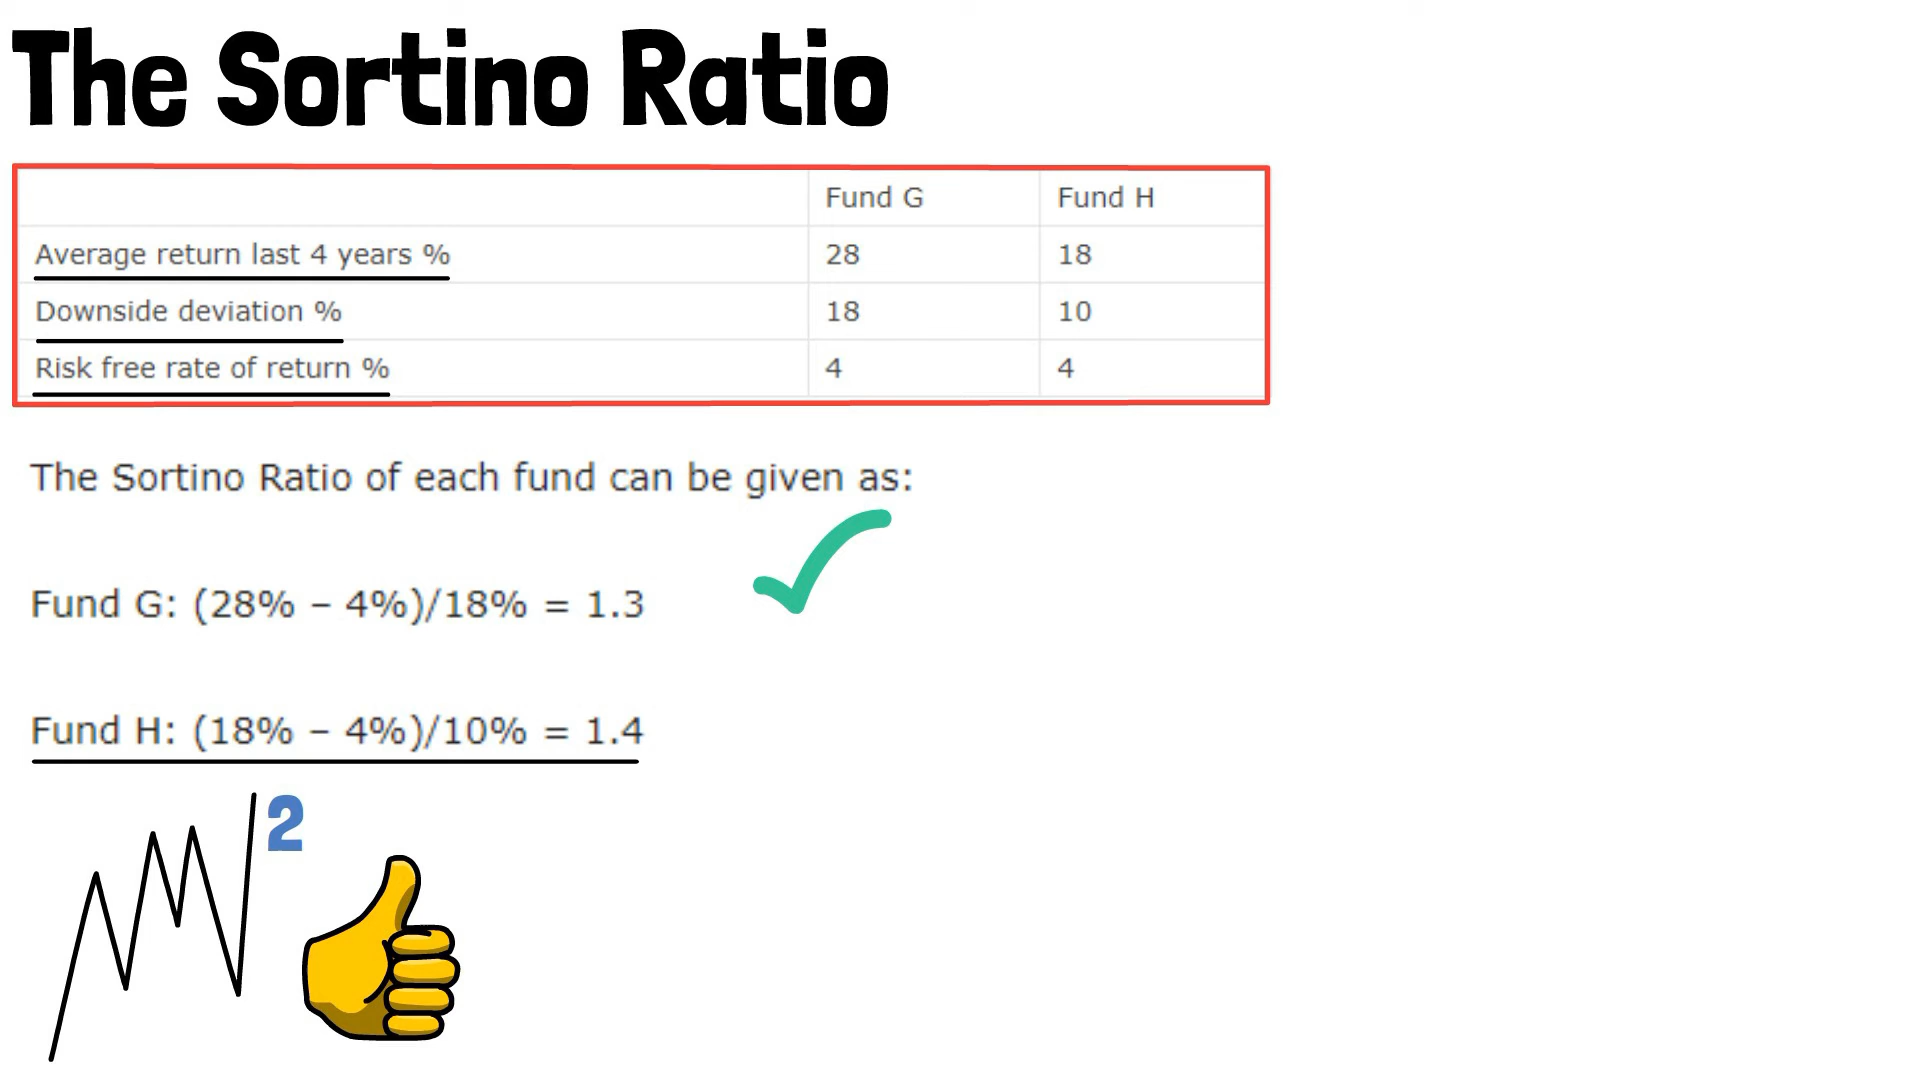 The Sortino Ratio
Fund G Fund H
Average return last 4 years % 28 18
Downside deviation % 18 10
Risk free rate of return % 4 4
The Sortino Ratio of each fund can be given as:
Fund G: (28% – 4%)/18% = 1.3
Fund H: (18% – 4%)/10% = 1.4
2